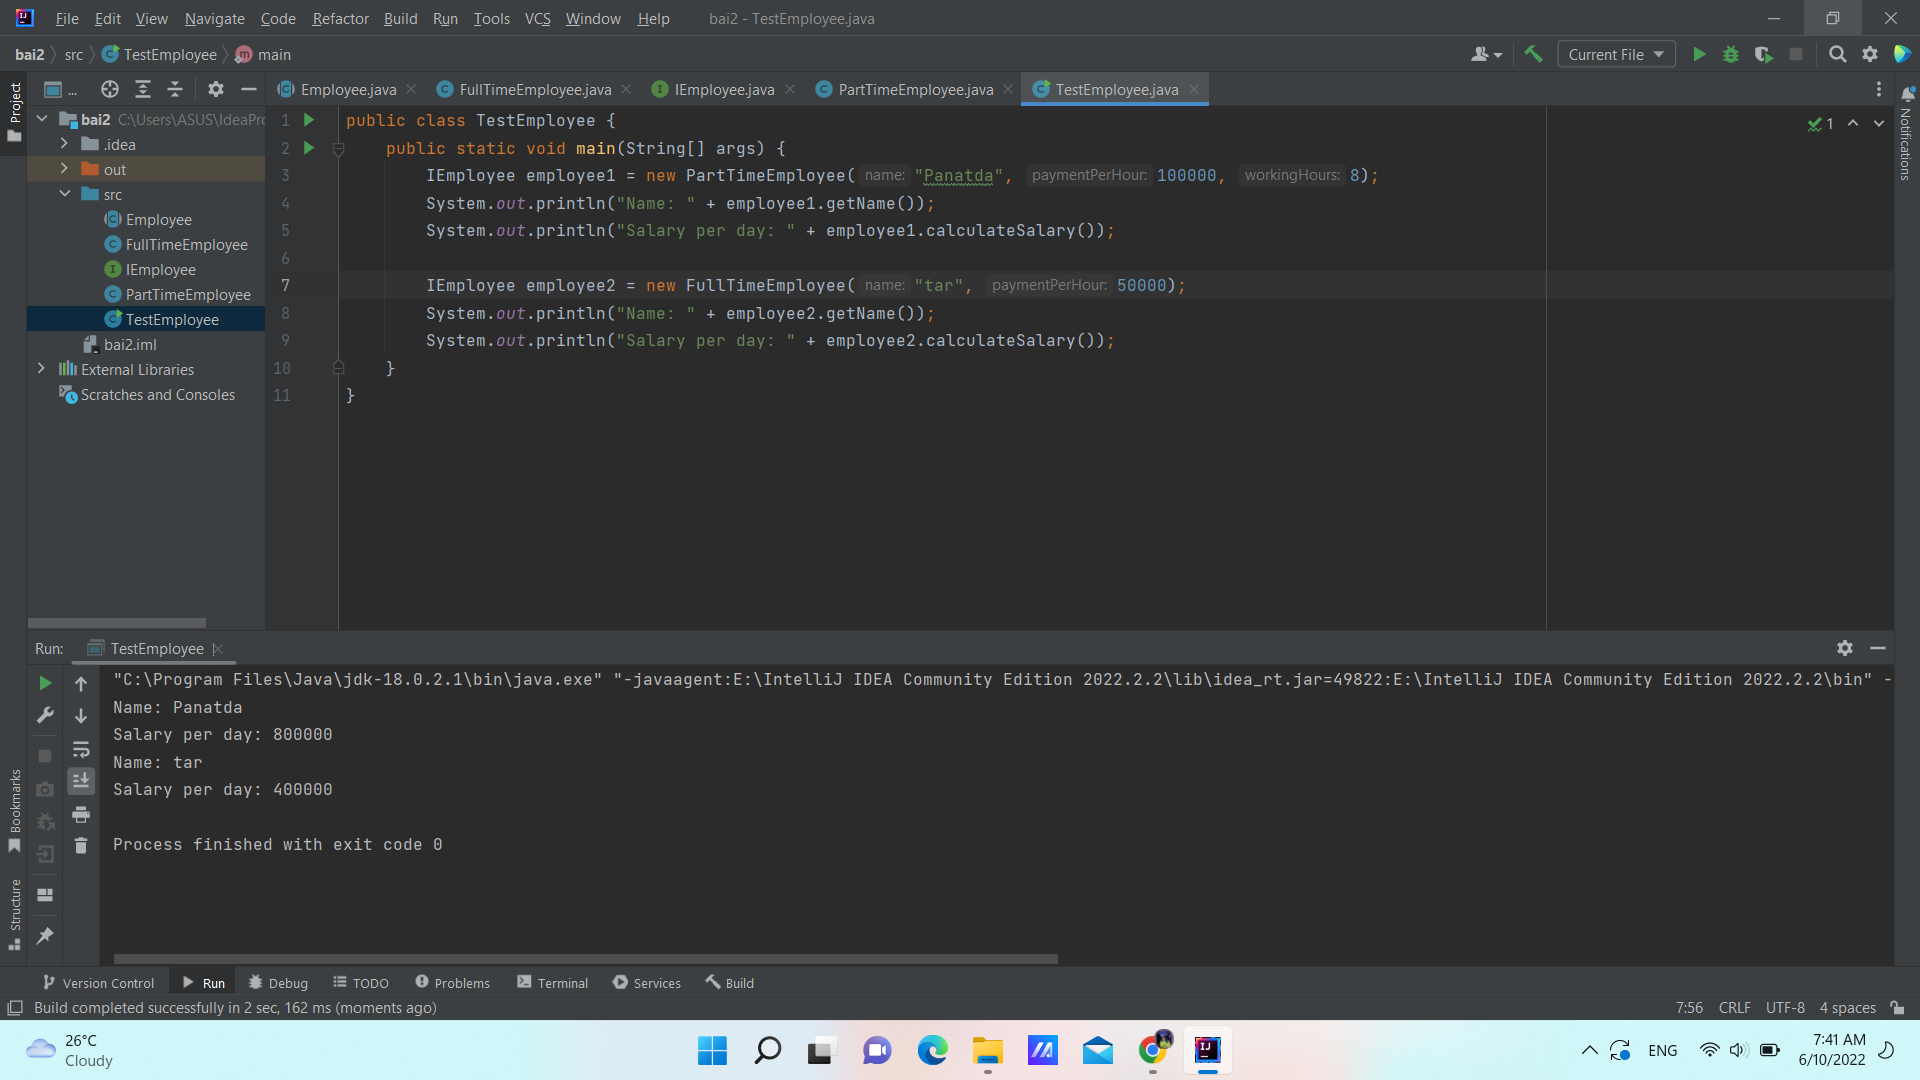 File Edit View Navigate Code Refactor Build Run Tools VCS Window Help bai2 - TestEmployee.java
bai2 src TestEmployee m main Current File
Project
... Employee.java FullTimeEmployee.java IEmployee.java PartTimeEmployee.java TestEmployee.java
Notifications
bai2 C:\Users\ASUS\IdeaPro
.idea
out
src
Employee
FullTimeEmployee
IEmployee
PartTimeEmployee
TestEmployee
bai2.iml
External Libraries
Scratches and Consoles
1 public class TestEmployee {
2 public static void main(String[] args) {
3 IEmployee employee1 = new PartTimeEmployee( name: "Panatda", paymentPerHour: 100000, workingHours: 8);
4 System.out.println("Name: " + employee1.getName());
5 System.out.println("Salary per day: " + employee1.calculateSalary());
6
7 IEmployee employee2 = new FullTimeEmployee( name: "tar", paymentPerHour: 50000);
8 System.out.println("Name: " + employee2.getName());
9 System.out.println("Salary per day: " + employee2.calculateSalary());
10 }
11 }
1
Run: TestEmployee
"C:\Program Files\Java\jdk-18.0.2.1\bin\java.exe" "-javaagent:E:\IntelliJ IDEA Community Edition 2022.2.2\lib\idea_rt.jar=49822:E:\IntelliJ IDEA Community Edition 2022.2.2\bin" -
Name: Panatda
Salary per day: 800000
Name: tar
Salary per day: 400000
Process finished with exit code 0
Bookmarks
Structure
Version Control Run Debug TODO Problems Terminal Services Build
Build completed successfully in 2 sec, 162 ms (moments ago) 7:56 CRLF UTF-8 4 spaces
26°C
Cloudy
ENG
7:41 AM
6/10/2022